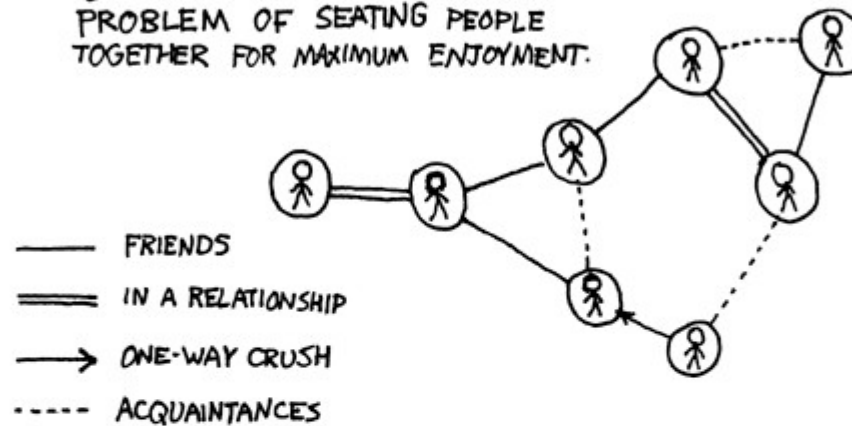 PROBLEM OF SEATING PEOPLE
TOGETHER FOR MAXIMUM ENJOYMENT.
FRIENDS
IN A RELATIONSHIP
ONE-WAY CRUSH
ACQUAINTANCES